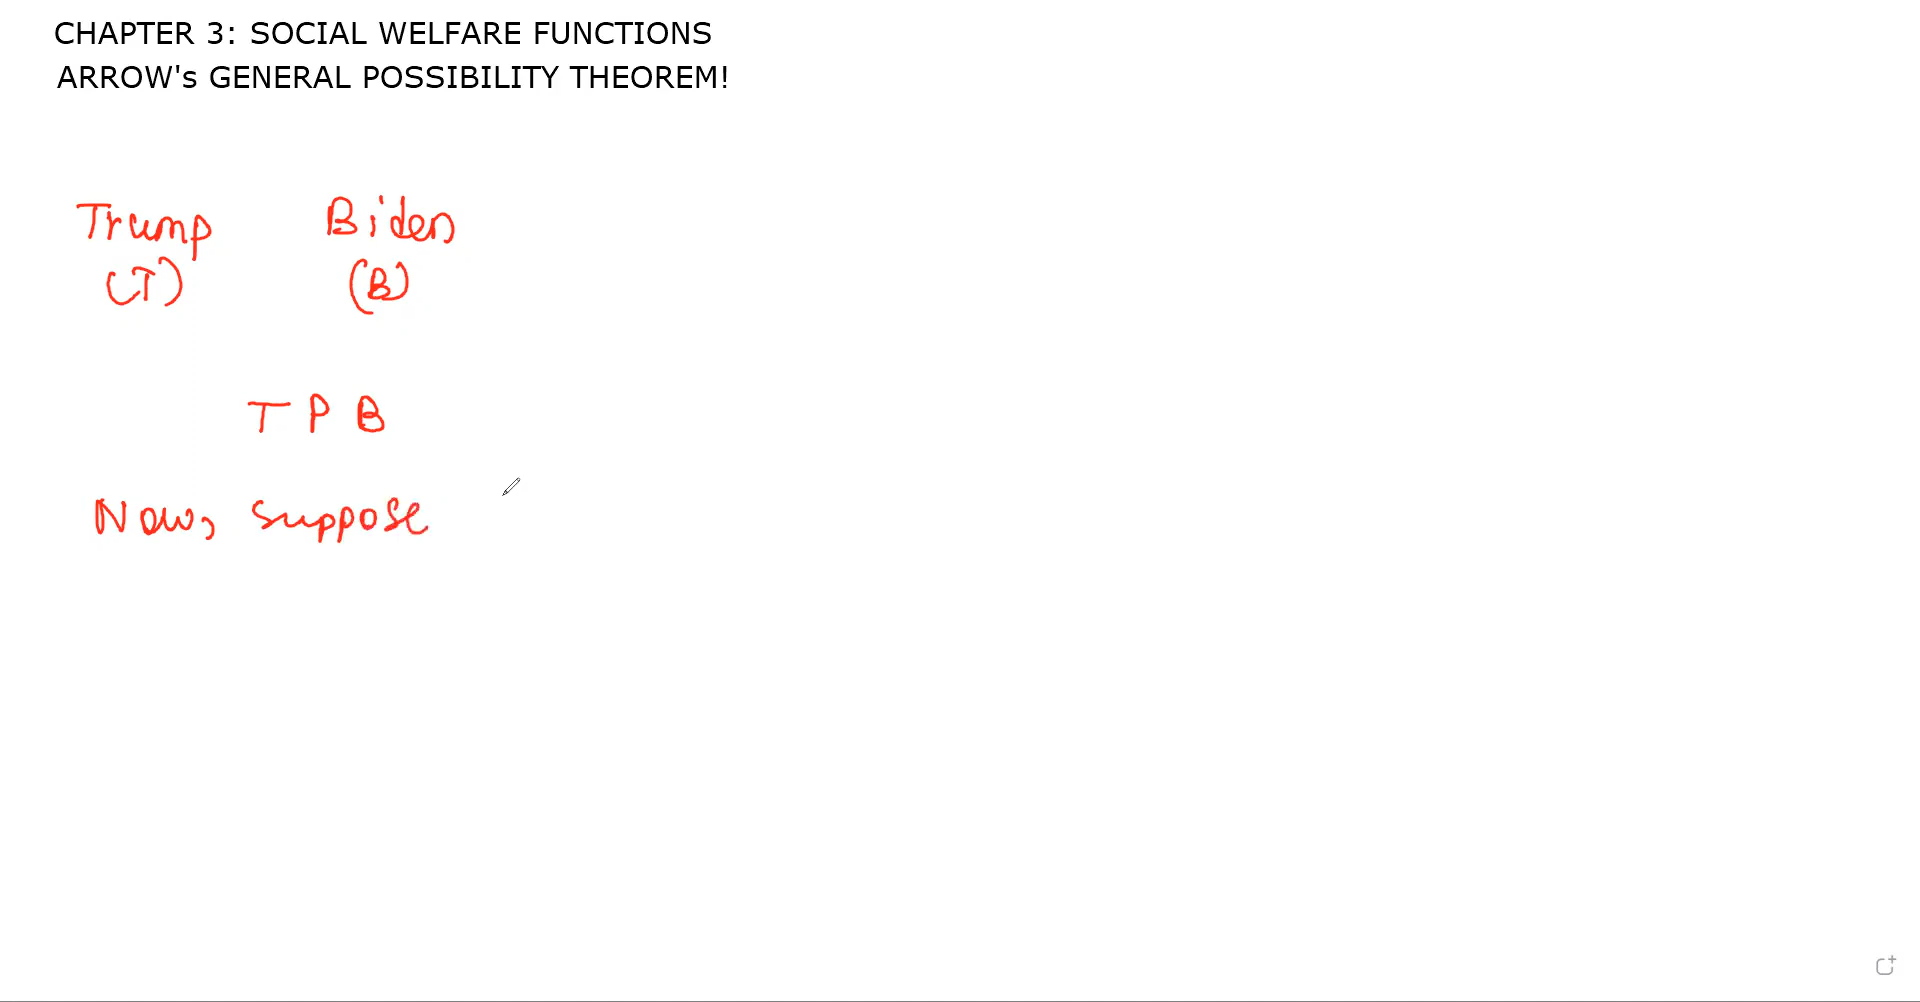 CHAPTER 3: SOCIAL WELFARE FUNCTIONS
ARROW's GENERAL POSSIBILITY THEOREM!
Trump Biden
(T) (B)
T P B
Now, suppose